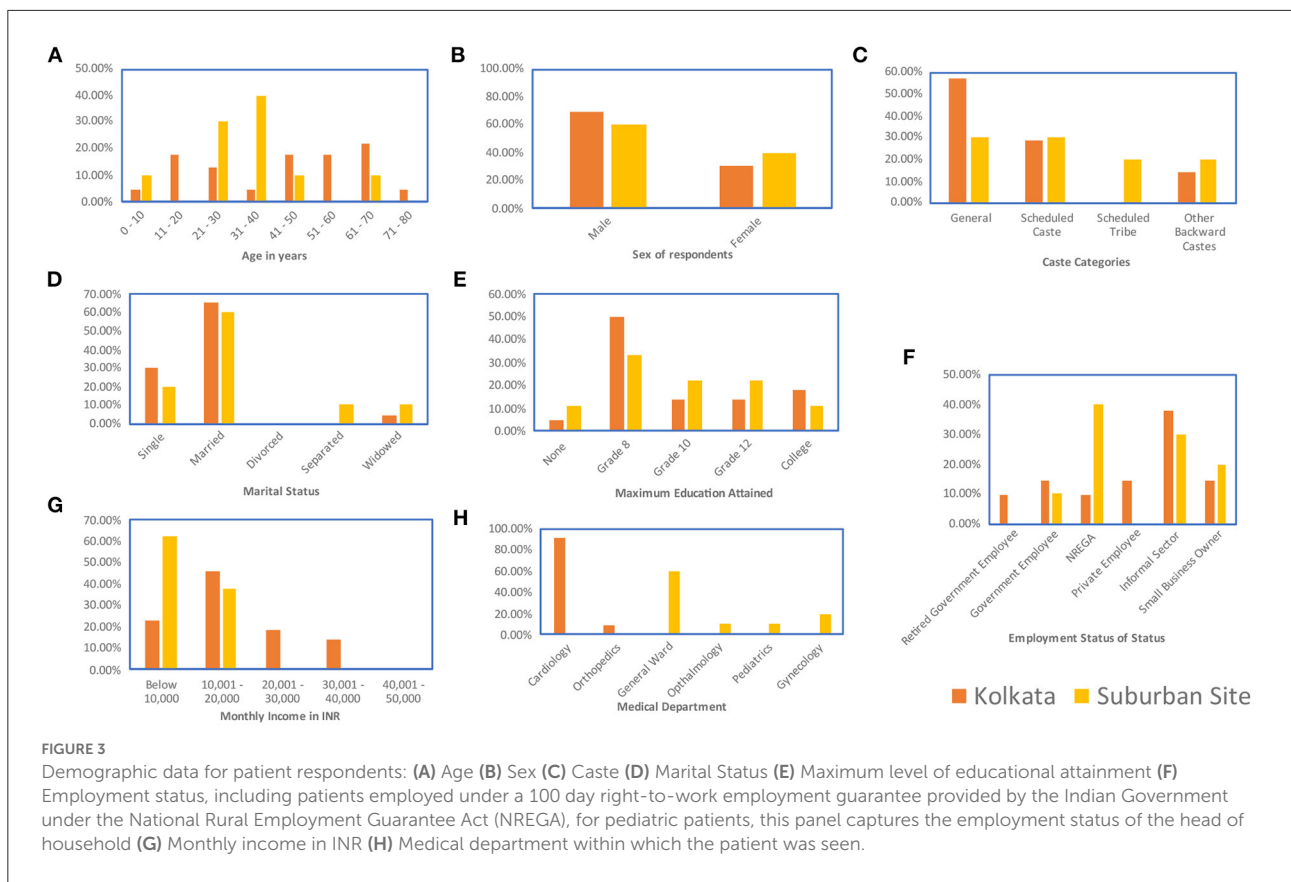 A
50.00%
40.00%
30.00%
20.00%
10.00%
0.00%
0 - 10
11 - 20
21 - 30
31 - 40
41 - 50
51 - 60
61 - 70
71 - 80
Age in years
B
100.00%
80.00%
60.00%
40.00%
20.00%
0.00%
Male
Female
Sex of respondents
C
60.00%
50.00%
40.00%
30.00%
20.00%
10.00%
0.00%
General
Scheduled
Caste
Scheduled
Tribe
Other
Backward
Castes
Caste Categories
D
70.00%
60.00%
50.00%
40.00%
30.00%
20.00%
10.00%
0.00%
Single
Married
Divorced
Separated
Widowed
Marital Status
E
60.00%
50.00%
40.00%
30.00%
20.00%
10.00%
0.00%
None
Grade 8
Grade 10
Grade 12
College
Maximum Education Attained
F
50.00%
40.00%
30.00%
20.00%
10.00%
0.00%
Retired Government Employee
Government Employee
NREGA
Private Employee
Informal Sector
Small Business Owner
Employment Status of Status
G
70.00%
60.00%
50.00%
40.00%
30.00%
20.00%
10.00%
0.00%
Below
10,000
10,001 -
20,000
20,001 -
30,000
30,001 -
40,000
40,001 -
50,000
Monthly Income in INR
H
100.00%
80.00%
60.00%
40.00%
20.00%
0.00%
Cardiology
Orthopedics
General Ward
Opthalmology
Pediatrics
Gynecology
Medical Department
Kolkata
Suburban Site
FIGURE 3
Demographic data for patient respondents: (A) Age (B) Sex (C) Caste (D) Marital Status (E) Maximum level of educational attainment (F)
Employment status, including patients employed under a 100 day right-to-work employment guarantee provided by the Indian Government
under the National Rural Employment Guarantee Act (NREGA), for pediatric patients, this panel captures the employment status of the head of
household (G) Monthly income in INR (H) Medical department within which the patient was seen.